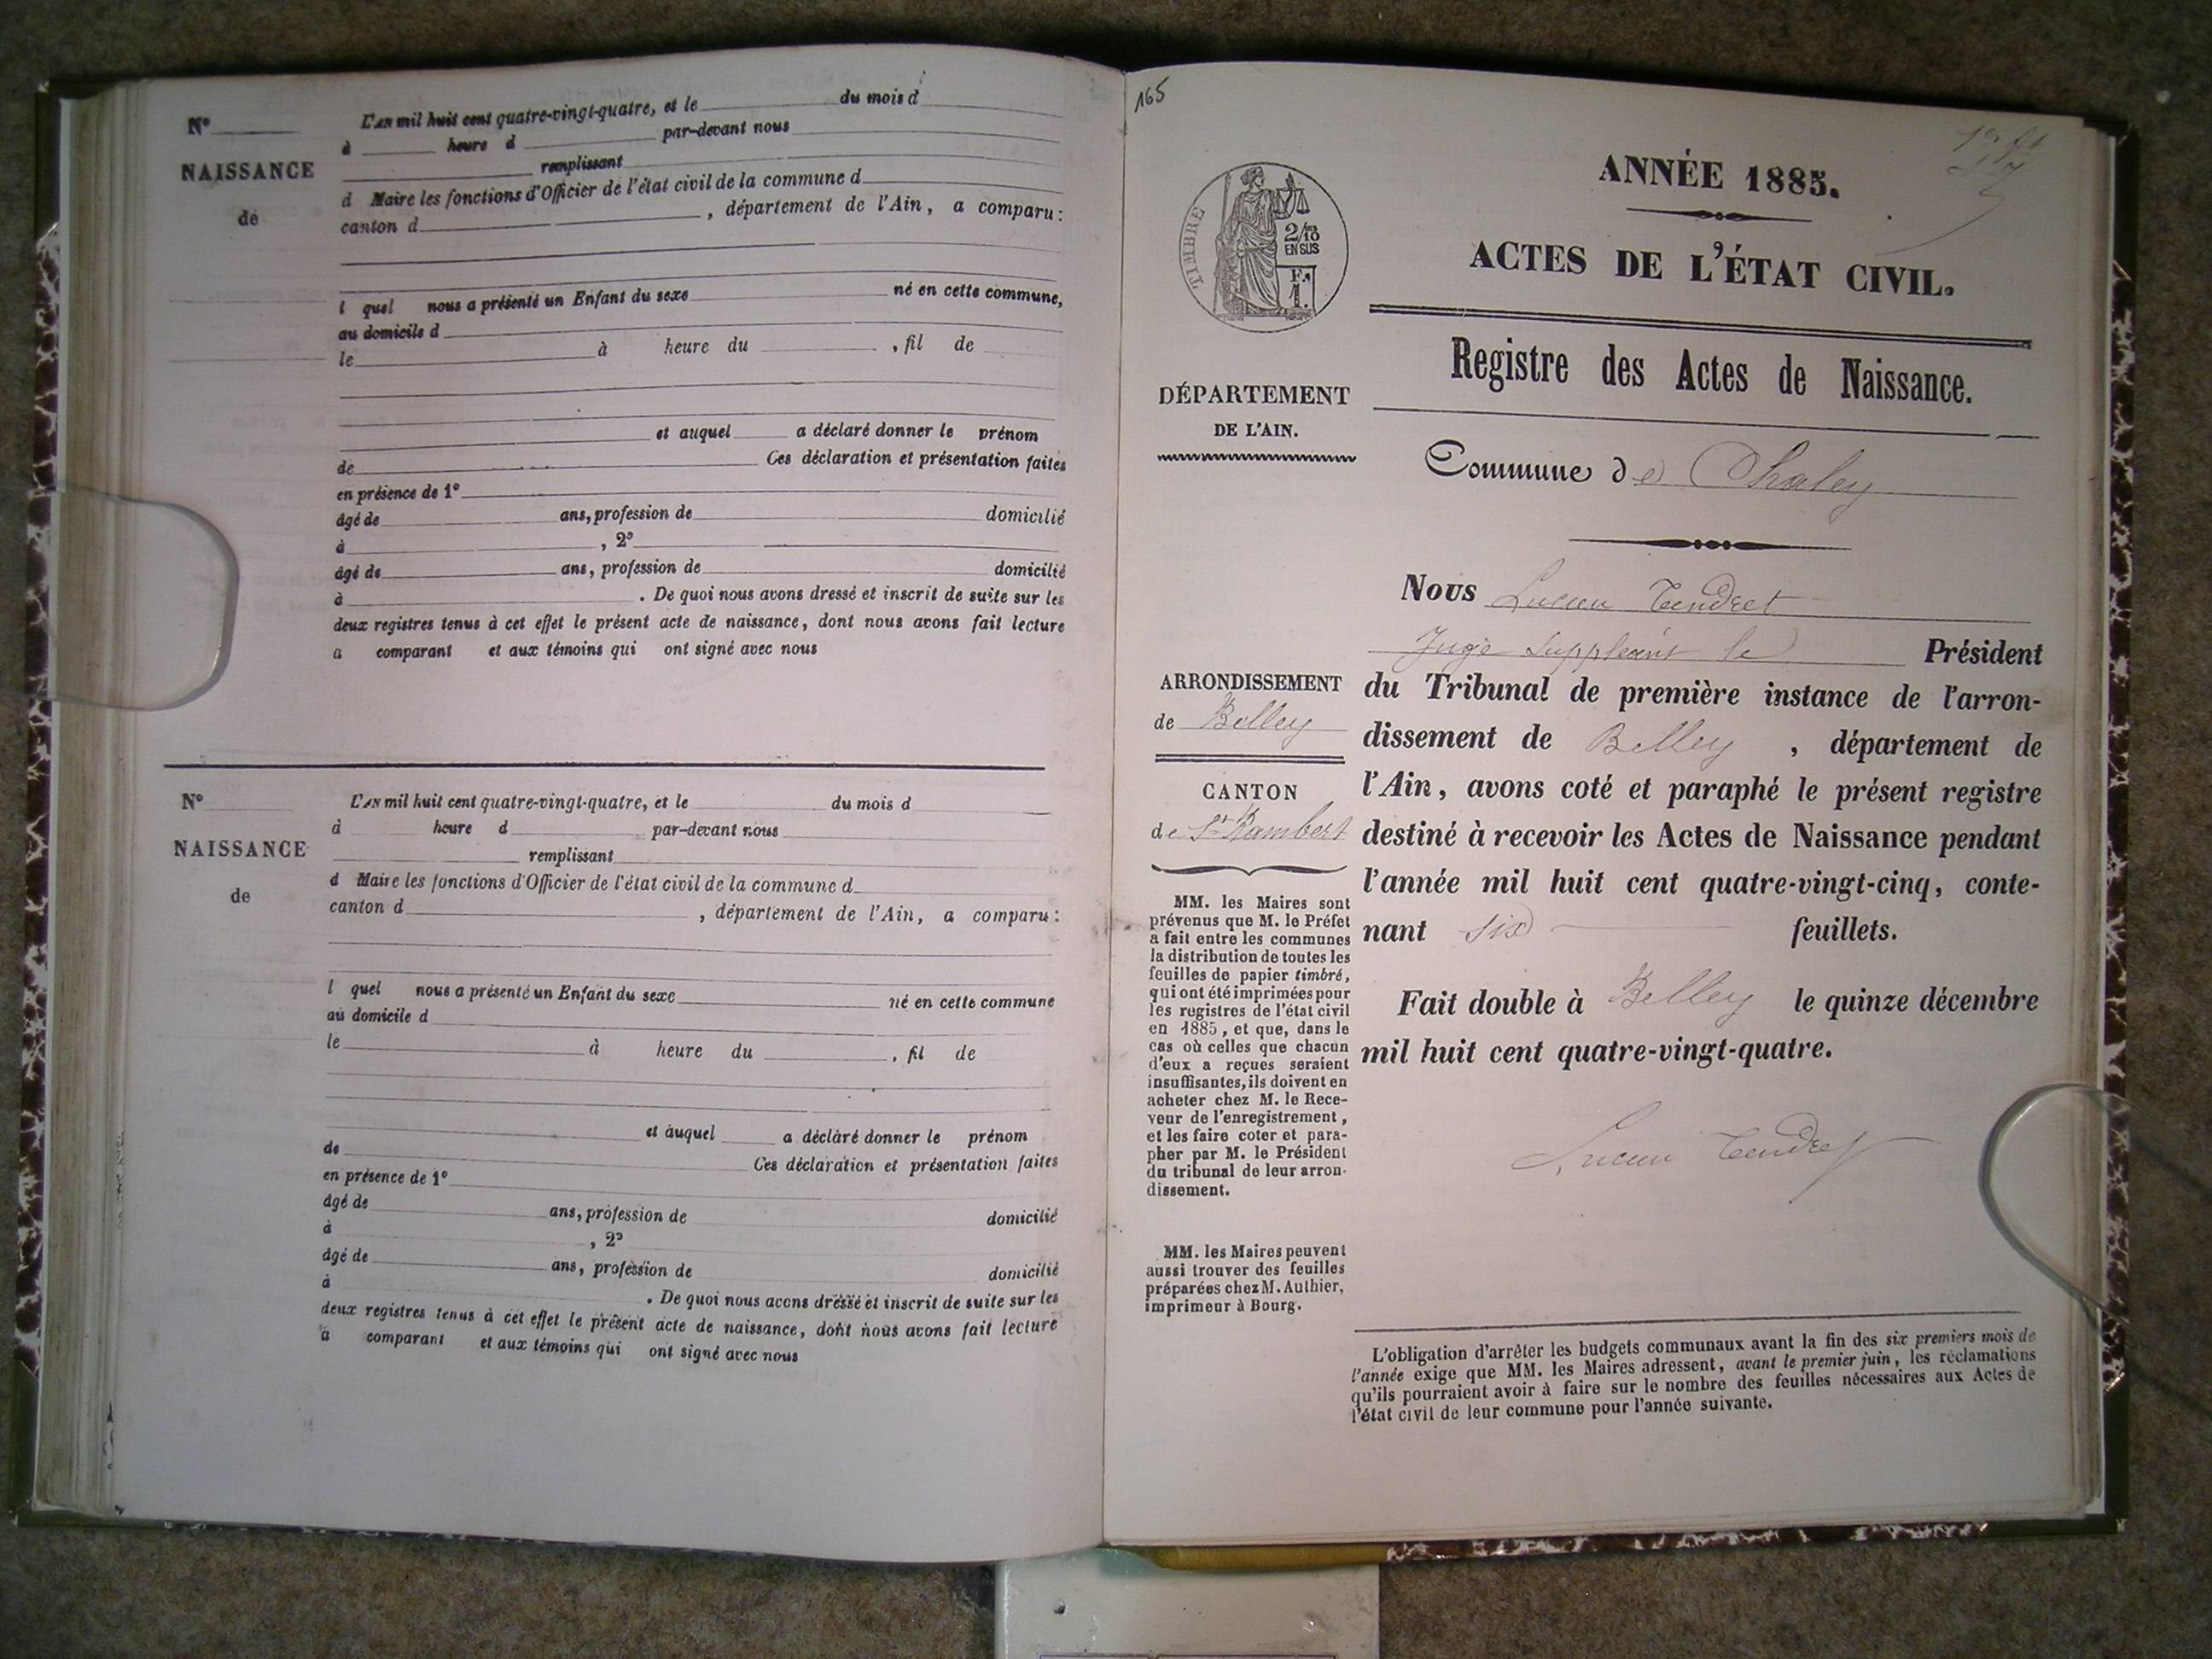 N°
L'AN mil huit cent quatre-vingt-quatre, et le du mois d
à heure d par-devant nous
NAISSANCE
remplissant
d Maire les fonctions d'Officier de l'état civil de la commune d
de
canton d , département de l'Ain, a comparu :
l quel nous a présenté un Enfant du sexe né en cette commune,
au domicile d
le à heure du , fil de
et auquel a déclaré donner le prénom
de Ces déclaration et présentation faites
en présence de 1°
âgé de ans, profession de domicilié
à , 2°
âgé de ans, profession de domicilié
à . De quoi nous avons dressé et inscrit de suite sur les
deux registres tenus à cet effet le présent acte de naissance, dont nous avons fait lecture
a comparant et aux témoins qui ont signé avec nous
N°
L'AN mil huit cent quatre-vingt-quatre, et le du mois d
à heure d par-devant nous
NAISSANCE
remplissant
d Maire les fonctions d'Officier de l'état civil de la commune d
de
canton d , département de l'Ain, a comparu :
l quel nous a présenté un Enfant du sexe né en cette commune
au domicile d
le à heure du , fil de
et auquel a déclaré donner le prénom
de Ces déclaration et présentation faites
en présence de 1°
âgé de ans, profession de domicilié
à , 2°
âgé de ans, profession de domicilié
à . De quoi nous avons dressé et inscrit de suite sur les
deux registres tenus à cet effet le présent acte de naissance, dont nous avons fait lecture
a comparant et aux témoins qui ont signé avec nous
165
TIMBRE
2/10
EN SUS
F.
1.
DÉPARTEMENT
DE L'AIN.
ARRONDISSEMENT
de Belley
CANTON
de St Rambert
MM. les Maires sont
prévenus que M. le Préfet
a fait entre les communes
la distribution de toutes les
feuilles de papier timbré,
qui ont été imprimées pour
les registres de l'état civil
en 1885, et que, dans le
cas où celles que chacun
d'eux a reçues seraient
insuffisantes, ils doivent en
acheter chez M. le Rece-
veur de l'enregistrement,
et les faire coter et para-
pher par M. le Président
du tribunal de leur arron-
dissement.
MM. les Maires peuvent
aussi trouver des feuilles
préparées chez M. Authier,
imprimeur à Bourg.
ANNÉE 1885.
ACTES DE L'ÉTAT CIVIL.
Registre des Actes de Naissance.
Commune de Chaley
Nous Lucien Tendret
Juge Suppléant le Président
du Tribunal de première instance de l'arron-
dissement de Belley , département de
l'Ain, avons coté et paraphé le présent registre
destiné à recevoir les Actes de Naissance pendant
l'année mil huit cent quatre-vingt-cinq, conte-
nant six feuillets.
Fait double à Belley le quinze décembre
mil huit cent quatre-vingt-quatre.
Lucien Tendret
L'obligation d'arrêter les budgets communaux avant la fin des six premiers mois de
l'année exige que MM. les Maires adressent, avant le premier juin, les réclamations
qu'ils pourraient avoir à faire sur le nombre des feuilles nécessaires aux Actes de
l'état civil de leur commune pour l'année suivante.